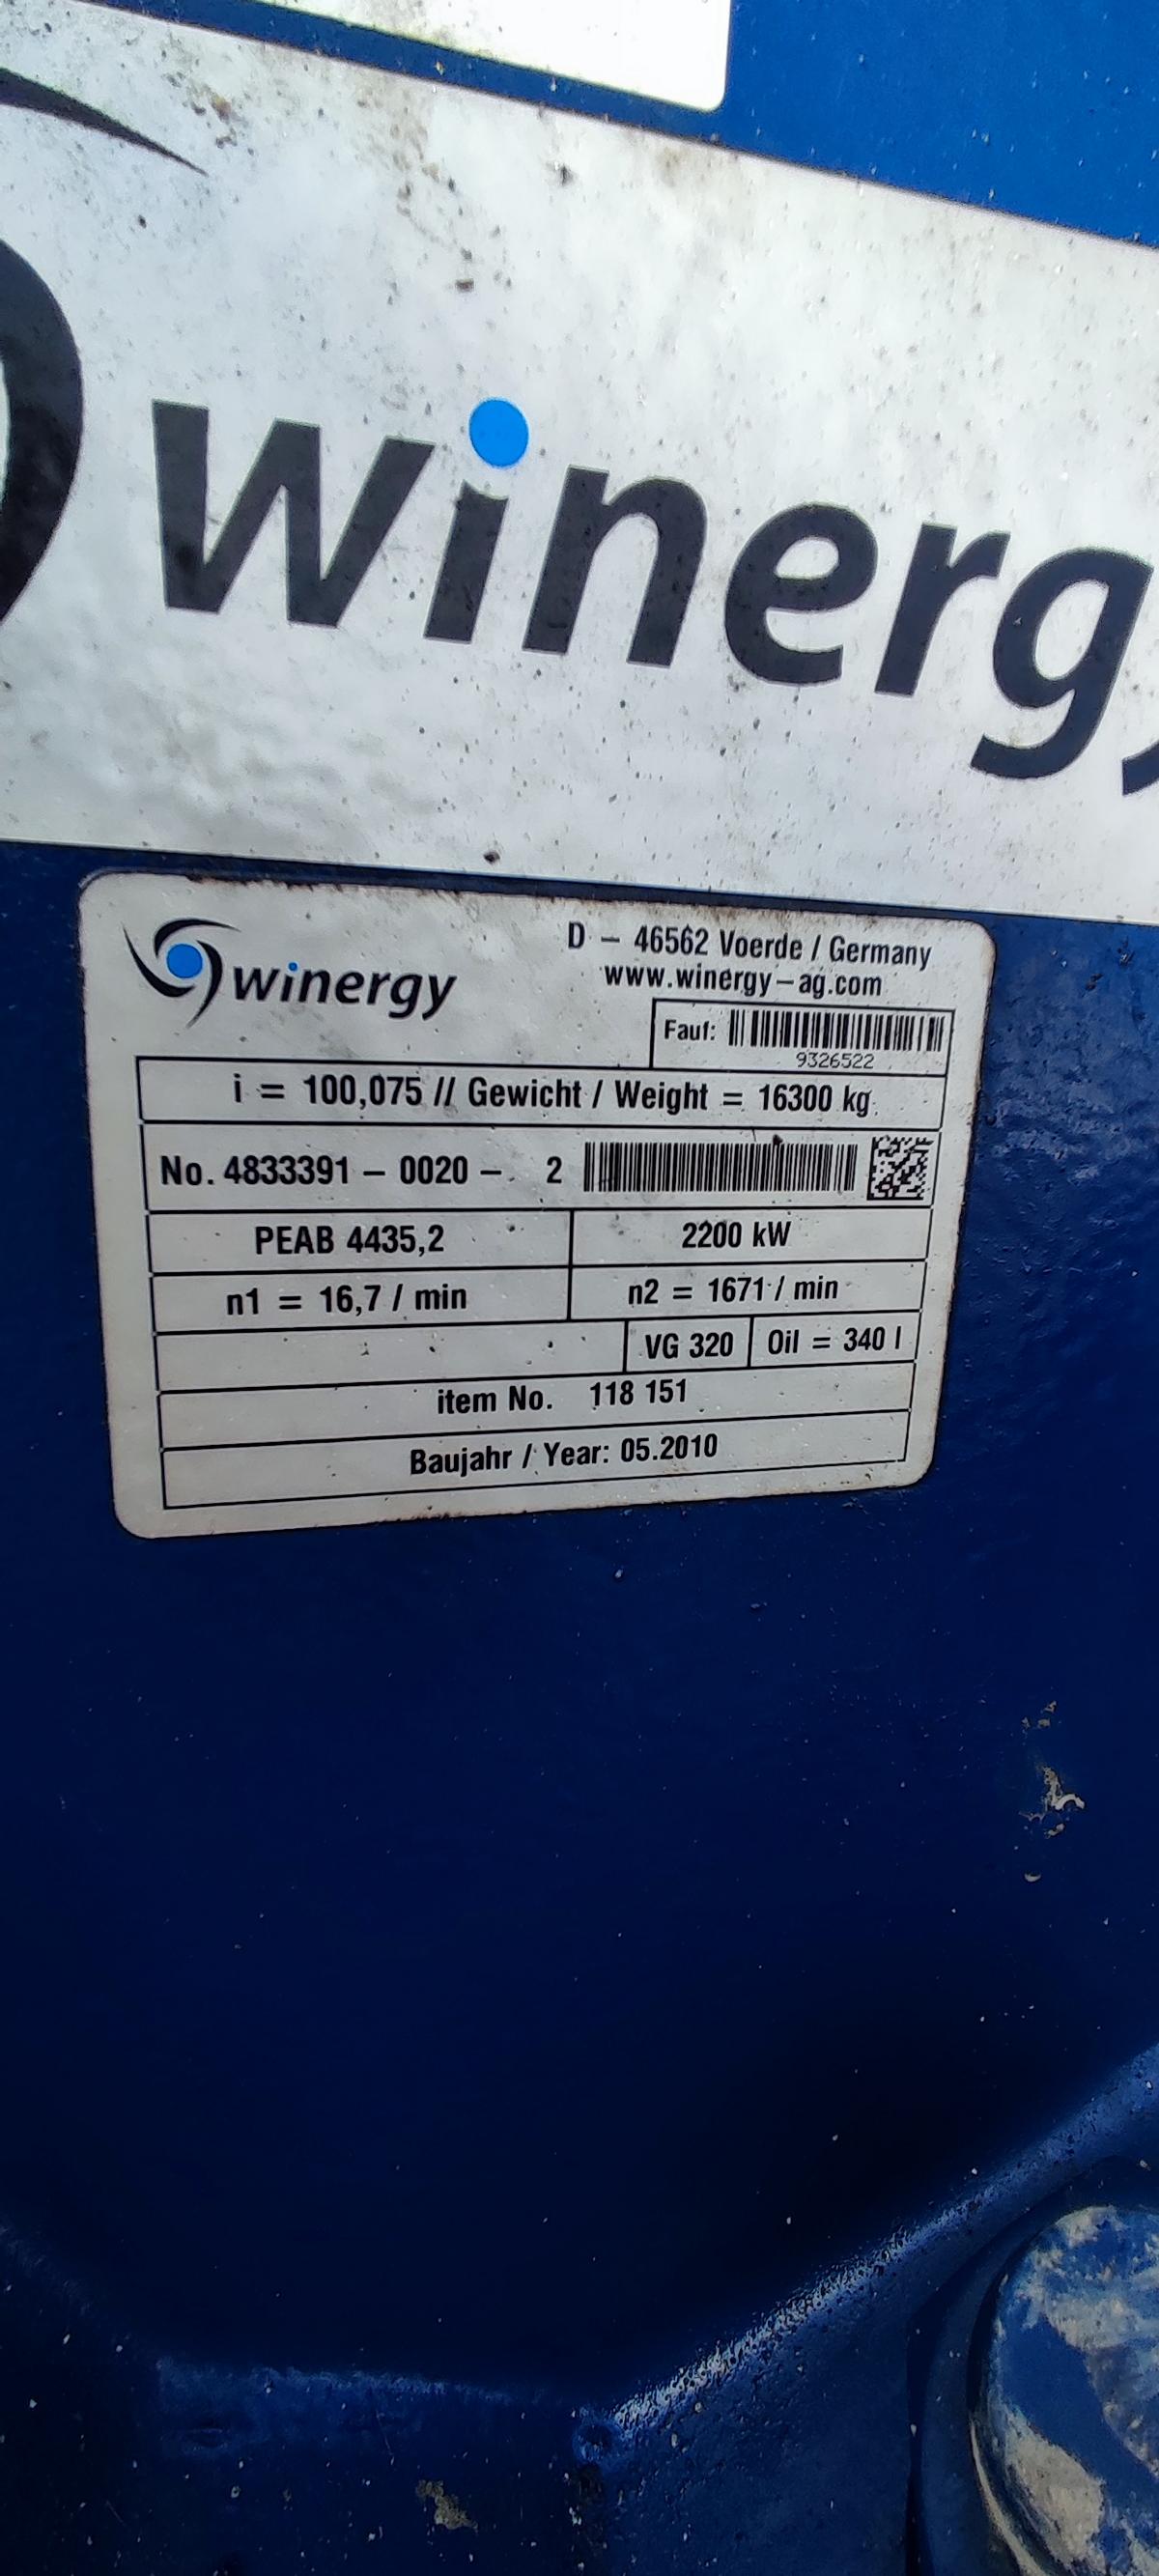 winergy
winergy
D – 46562 Voerde / Germany
www.winergy–ag.com
Fauf:
9326522
i = 100,075 // Gewicht / Weight = 16300 kg
No. 4833391 – 0020 – 2
PEAB 4435,2 2200 kW
n1 = 16,7 / min n2 = 1671 / min
VG 320 Oil = 340 l
item No. 118 151
Baujahr / Year: 05.2010